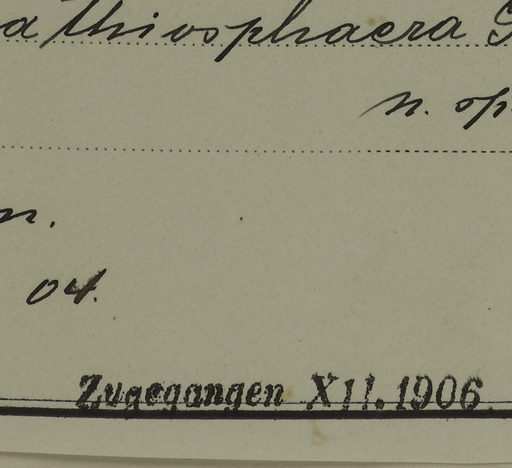 a thiosphaera G
n. sp.
n.
04.
Zugegangen XII. 1906